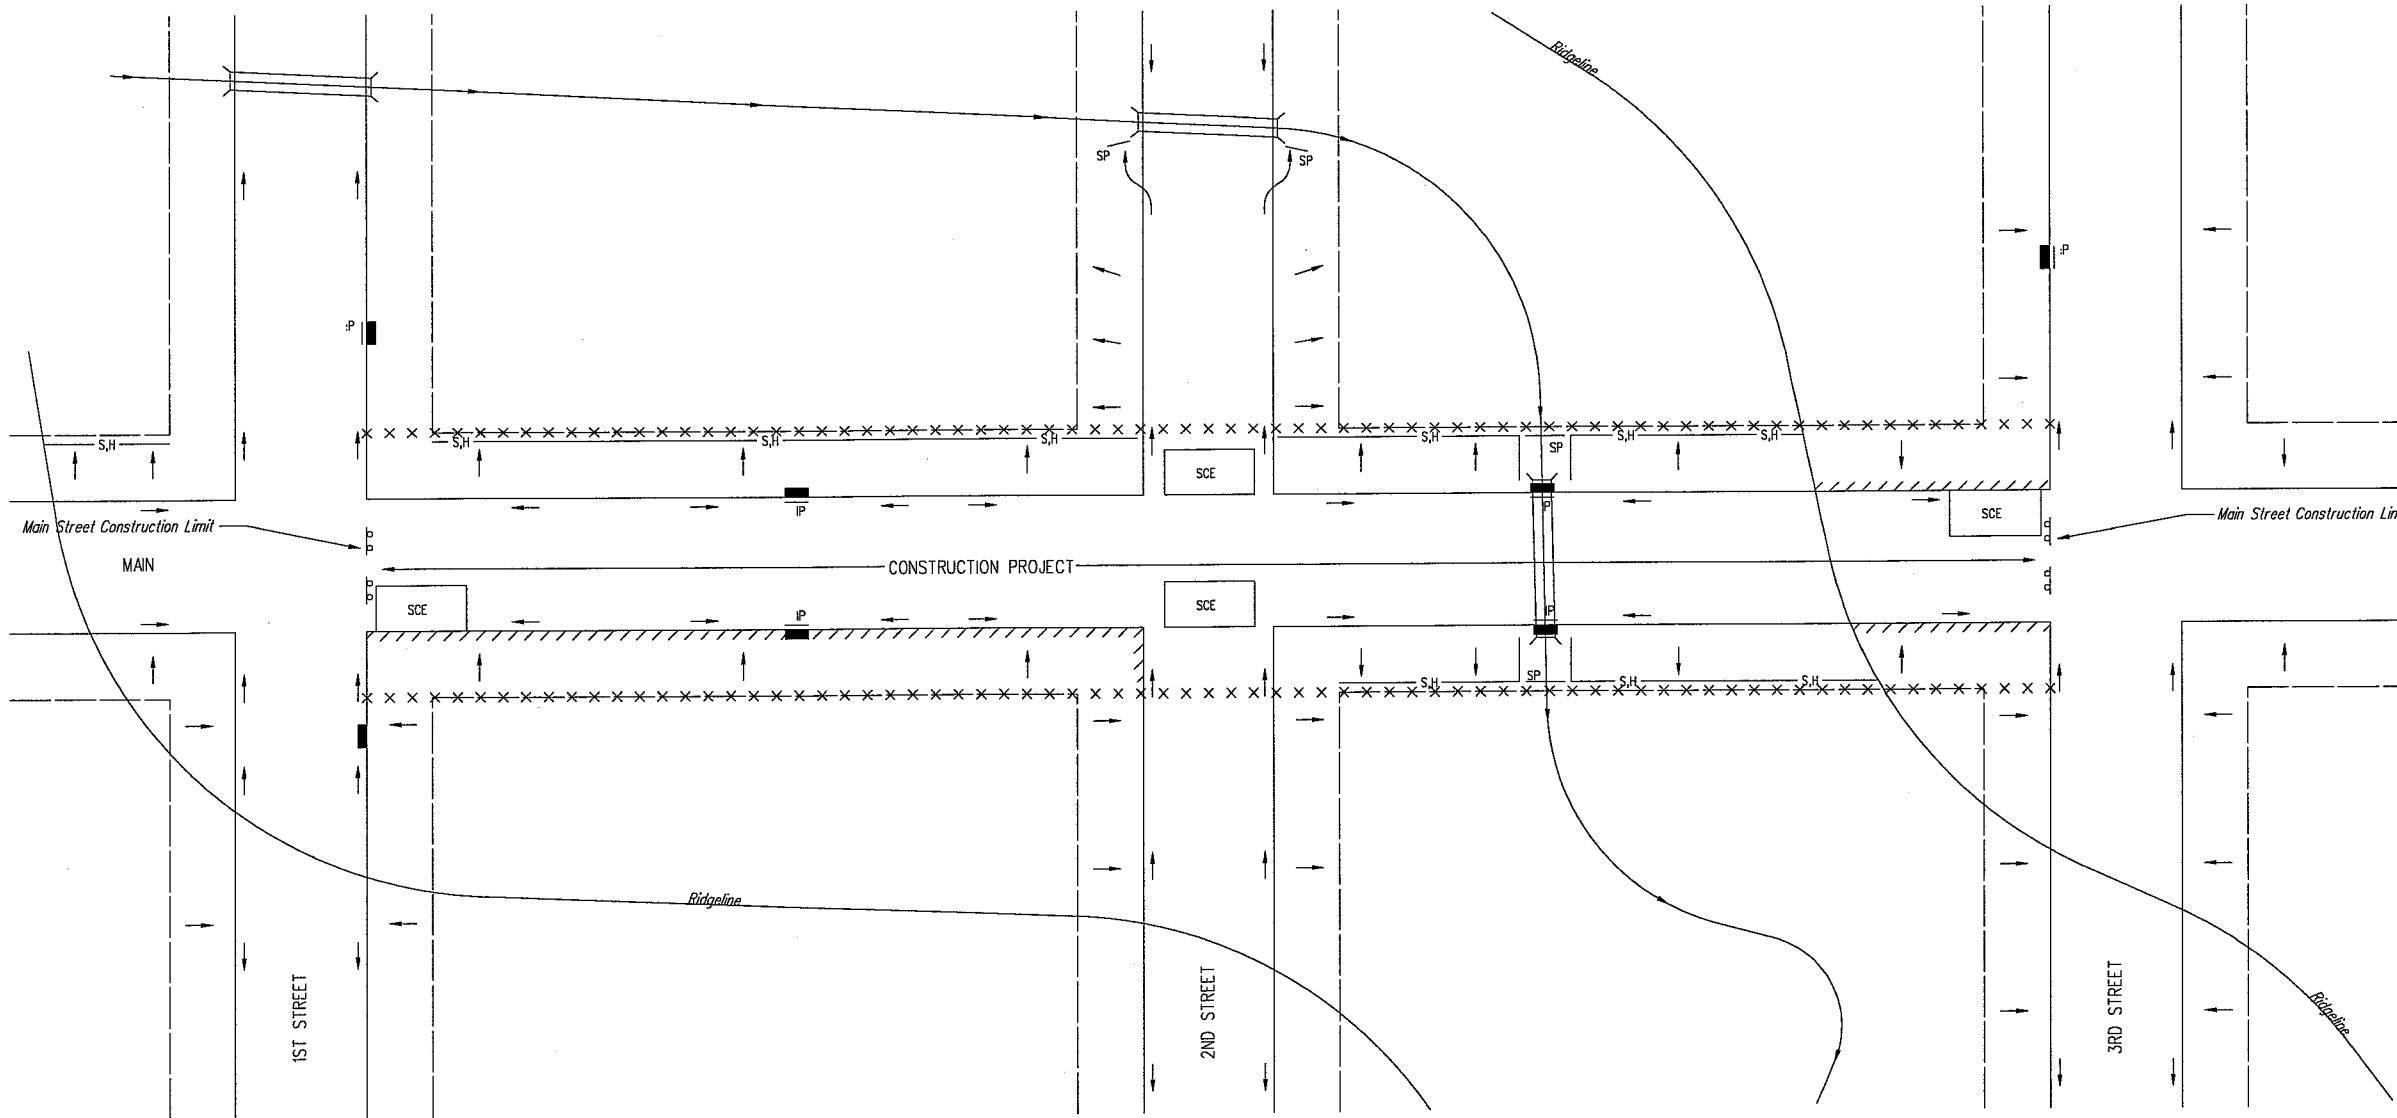 Ridgeline
SP
SP
:P
:P
S,H
S,H
S,H
S,H
S,H
SP
S,H
S,H
SCE
IP
IP
SCE
Main Street Construction Limit
Main Street Construction Lin
MAIN
CONSTRUCTION PROJECT
SCE
IP
SCE
IP
S,H
SP
S,H
S,H
Ridgeline
1ST STREET
2ND STREET
3RD STREET
Ridgeline